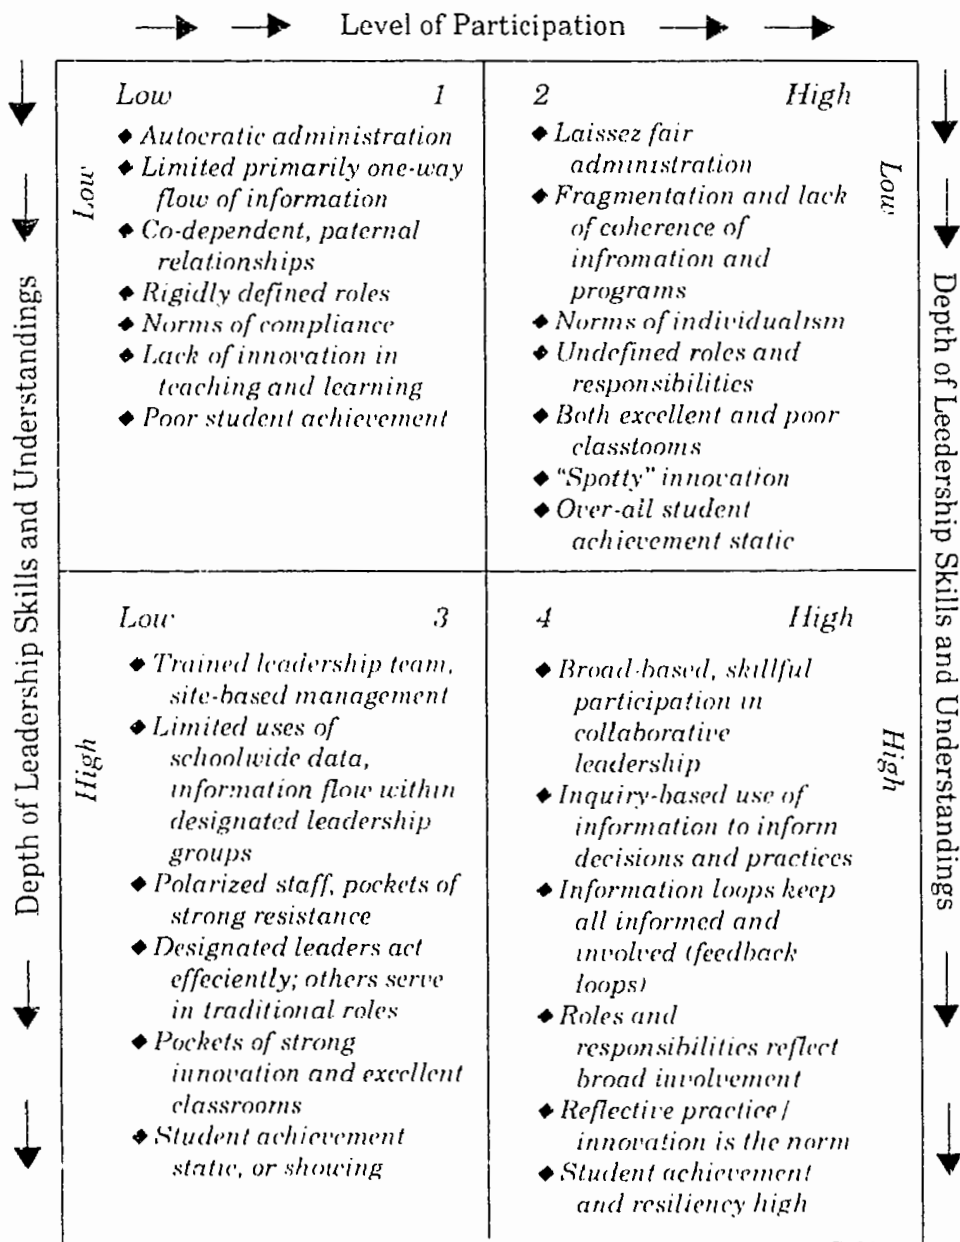 Level of Participation
Depth of Leadership Skills and Understandings
Low 1
Low
◆ Autocratic administration
◆ Limited primarily one-way
flow of information
◆ Co-dependent, paternal
relationships
◆ Rigidly defined roles
◆ Norms of compliance
◆ Lack of innovation in
teaching and learning
◆ Poor student achievement
2 High
Low
◆ Laissez fair
administration
◆ Fragmentation and lack
of coherence of
infromation and
programs
◆ Norms of individualism
◆ Undefined roles and
responsibilities
◆ Both excellent and poor
classtooms
◆ "Spotty" innovation
◆ Over-all student
achievement static
Low 3
High
◆ Trained leadership team,
site-based management
◆ Limited uses of
schoolwide data,
information flow within
designated leadership
groups
◆ Polarized staff, pockets of
strong resistance
◆ Designated leaders act
effeciently; others serve
in traditional roles
◆ Pockets of strong
innovation and excellent
classrooms
◆ Student achievement
static, or showing
4 High
High
◆ Broad-based, skillful
participation in
collaborative
leadership
◆ Inquiry-based use of
information to inform
decisions and practices
◆ Information loops keep
all informed and
involved (feedback
loops)
◆ Roles and
responsibilities reflect
broad involvement
◆ Reflective practice/
innovation is the norm
◆ Student achievement
and resiliency high
Depth of Leedership Skills and Understandings